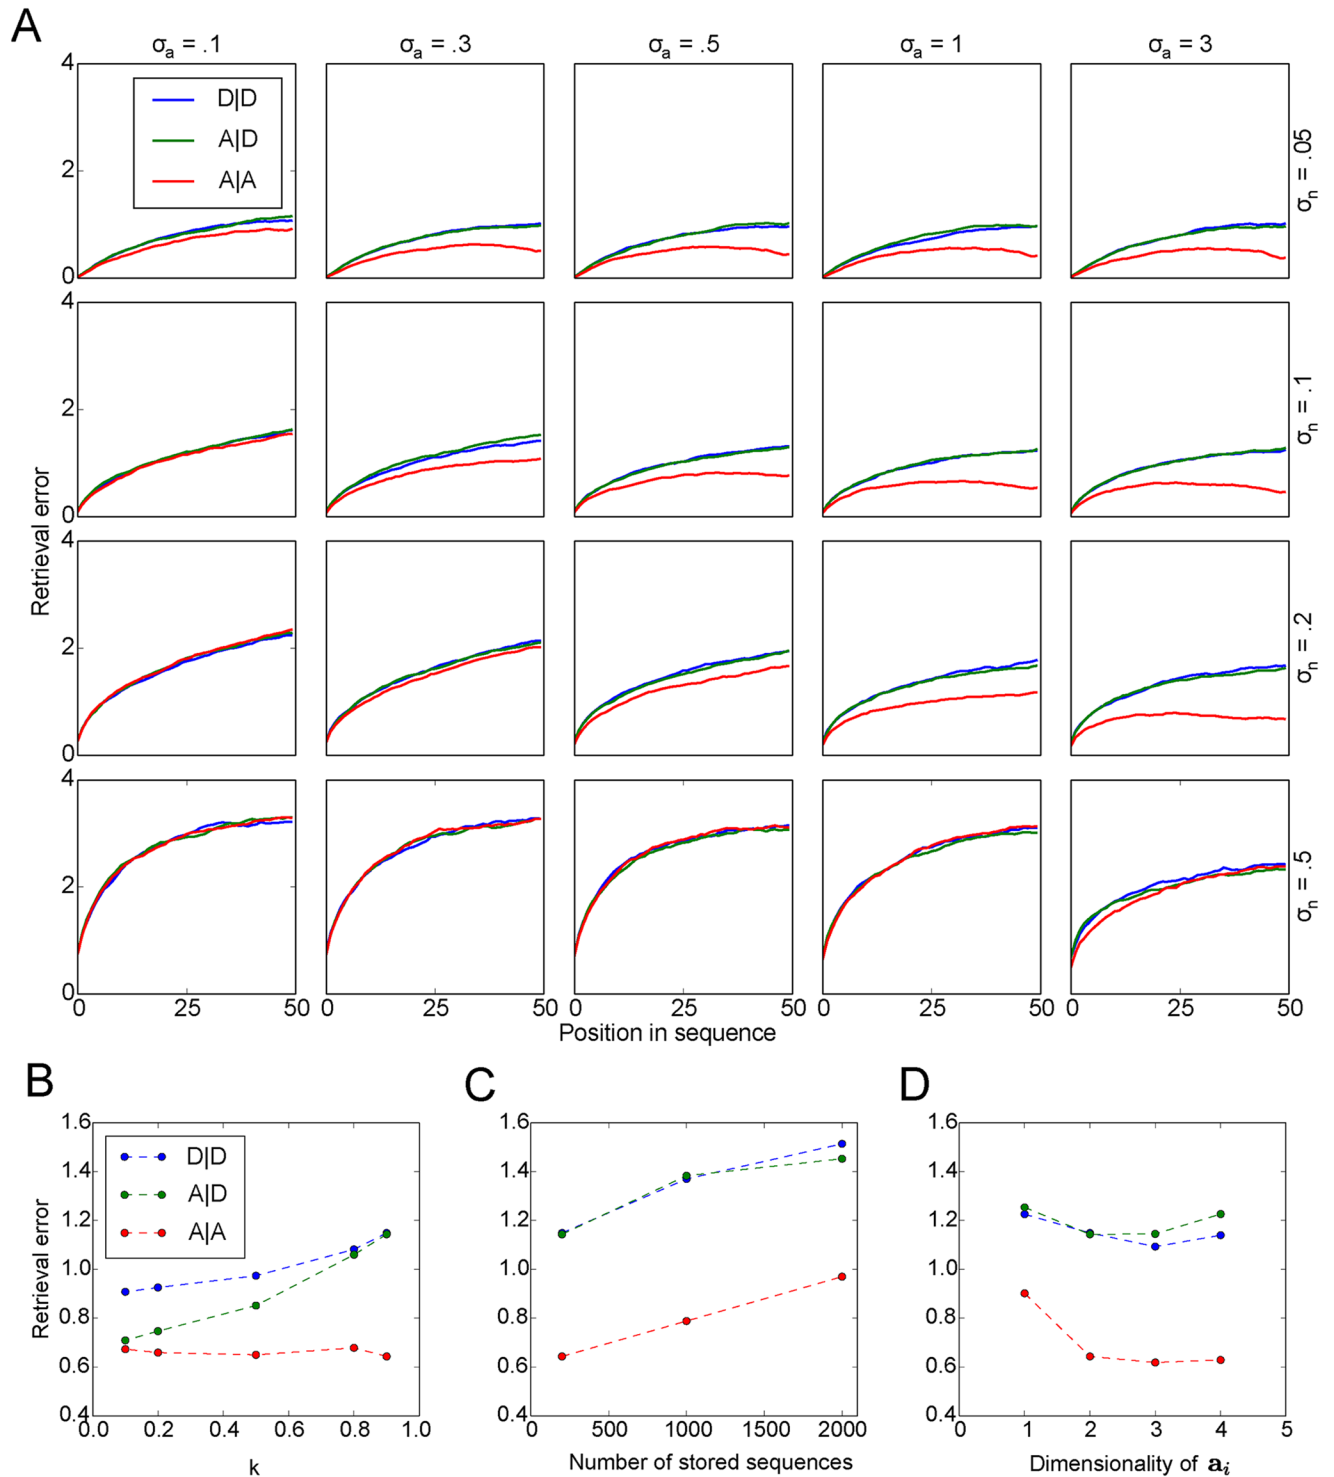 A
σa = .1 σa = .3 σa = .5 σa = 1 σa = 3
4
2
0
D|D
A|D
A|A
σn = .05
4
2
0
σn = .1
Retrieval error
4
2
0
σn = .2
4
2
0
σn = .5
0 25 50 0 25 50 0 25 50 0 25 50 0 25 50
Position in sequence
B C D
1.6
1.4
1.2
1.0
0.8
0.6
0.4
Retrieval error
D|D
A|D
A|A
0.0 0.2 0.4 0.6 0.8 1.0
k
1.6
1.4
1.2
1.0
0.8
0.6
0.4
0 500 1000 1500 2000
Number of stored sequences
1.6
1.4
1.2
1.0
0.8
0.6
0.4
0 1 2 3 4 5
Dimensionality of ai